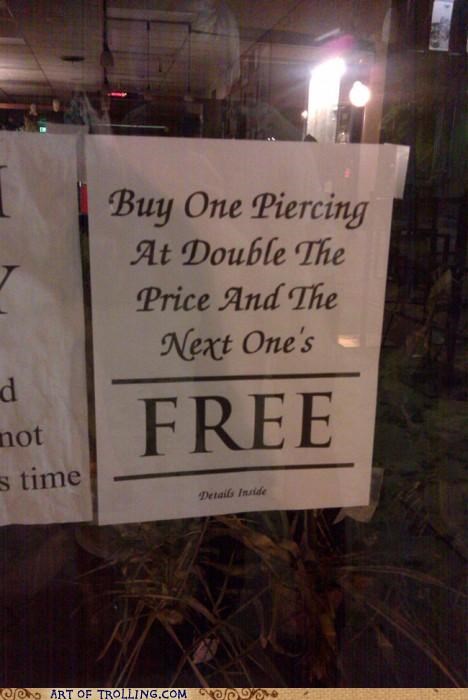 d
not
s time
Buy One Piercing
At Double The
Price And The
Next One's
FREE
Details Inside
ART OF TROLLING.COM